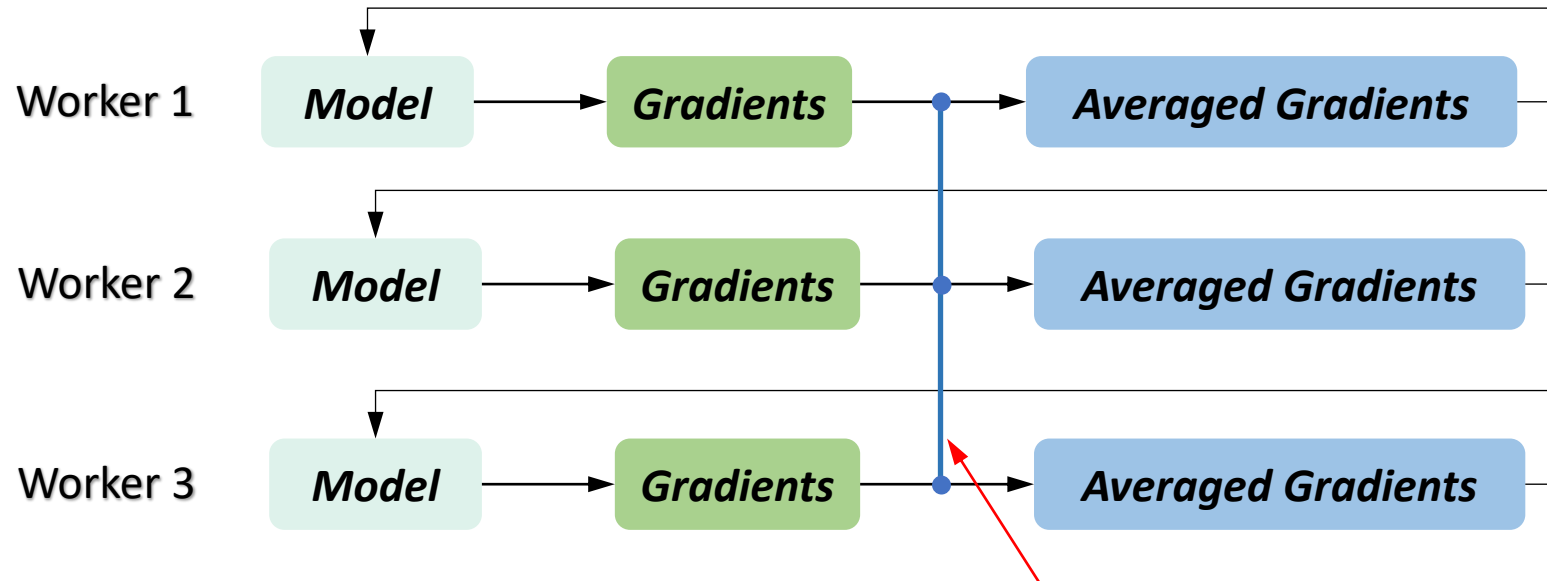 Worker 1 Model Gradients Averaged Gradients
Worker 2 Model Gradients Averaged Gradients
Worker 3 Model Gradients Averaged Gradients